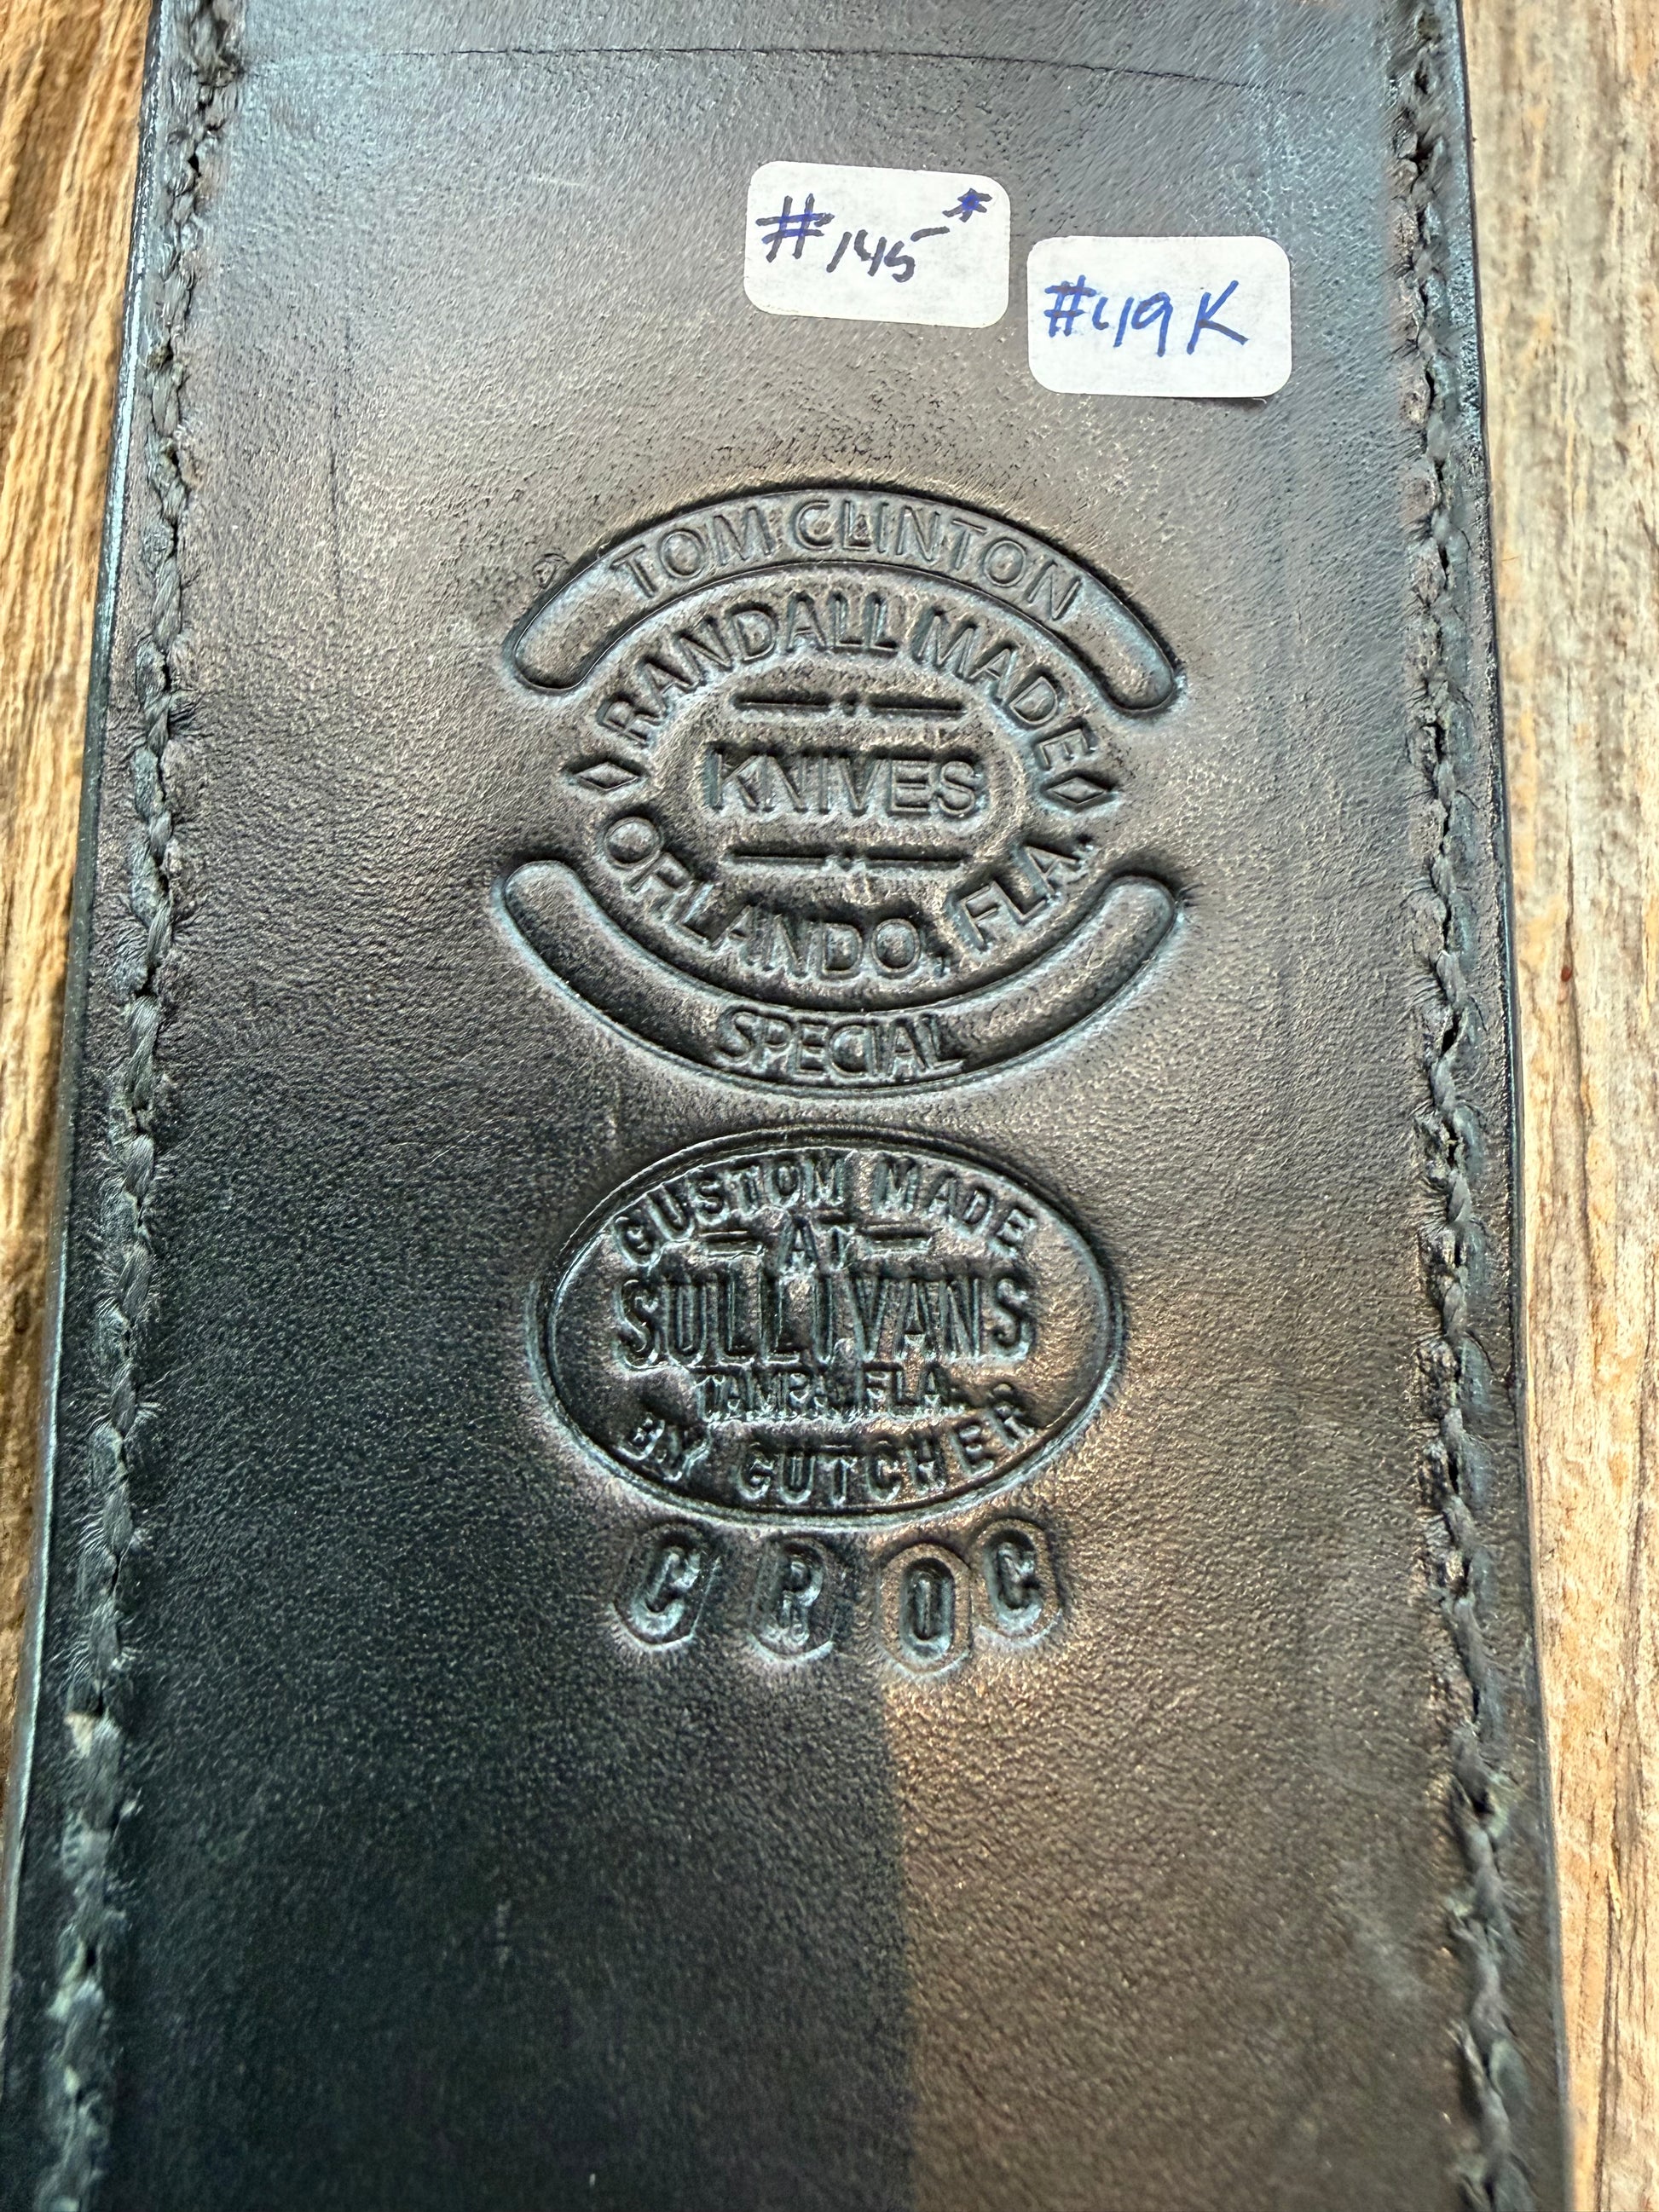 #145*
#49K
TOM CLINTON
RANDALL MADE
KNIVES
ORLANDO, FLA.
SPECIAL
CUSTOM MADE
AT
SULLIVANS
TAMPA, FLA.
BY GUTCHER
CROC